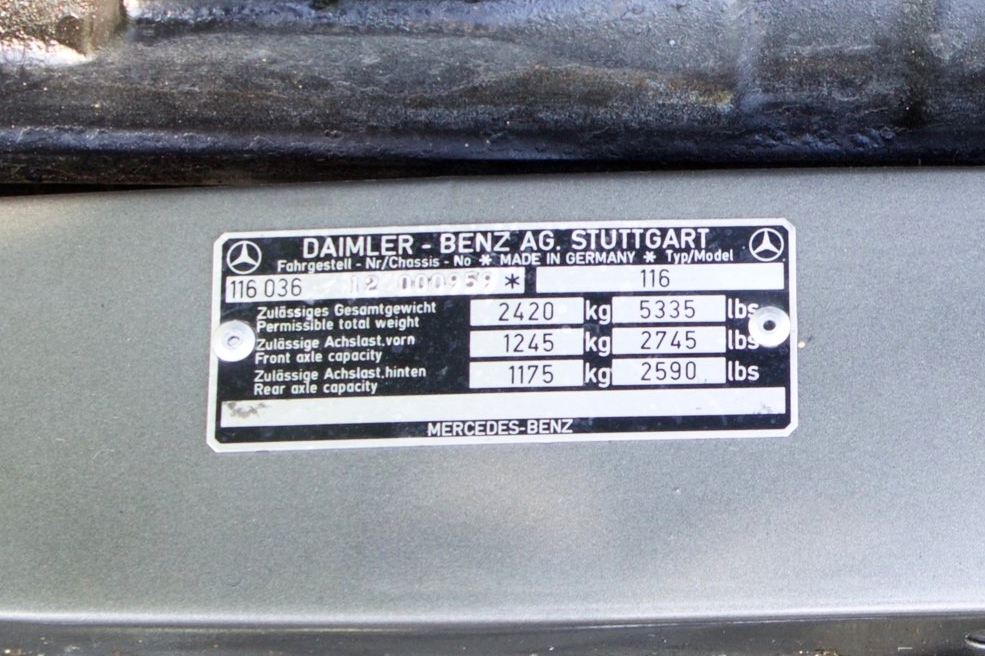 DAIMLER - BENZ AG. STUTTGART
Fahrgestell - Nr/Chassis - No * MADE IN GERMANY * Typ/Model
116 036 12 000959 * 116
Zulässiges Gesamtgewicht
Permissible total weight 2420 kg 5335 lbs
Zulässige Achslast,vorn
Front axle capacity 1245 kg 2745 lbs
Zulässige Achslast,hinten
Rear axle capacity 1175 kg 2590 lbs
MERCEDES-BENZ